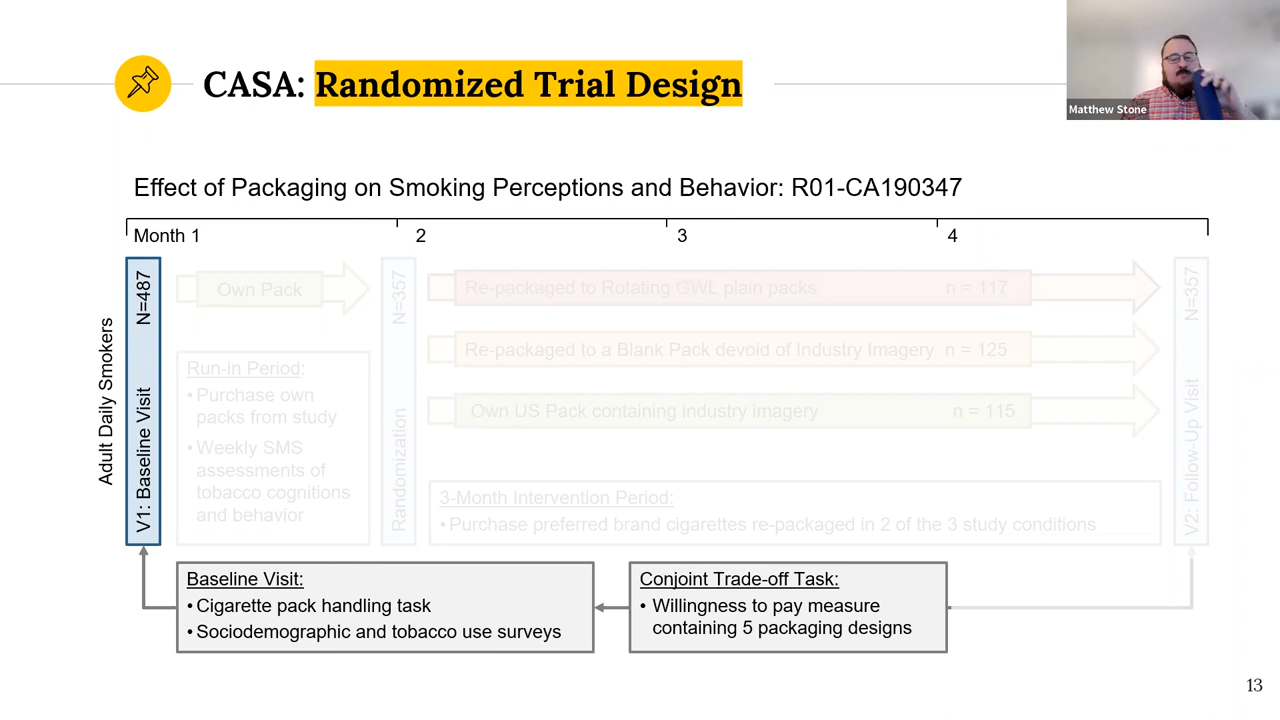 CASA: Randomized Trial Design
Matthew Stone
Effect of Packaging on Smoking Perceptions and Behavior: R01-CA190347
Month 1
2
3
4
Adult Daily Smokers
V1: Baseline Visit N=487
Own Pack
Run-In Period:
• Purchase own
packs from study
• Weekly SMS
assessments of
tobacco cognitions
and behavior
Randomization N=357
Re-packaged to Rotating GWL plain packs n = 117
Re-packaged to a Blank Pack devoid of Industry Imagery n = 125
Own US Pack containing industry imagery n = 115
3-Month Intervention Period:
• Purchase preferred brand cigarettes re-packaged in 2 of the 3 study conditions
V2: Follow-Up Visit N=357
Baseline Visit:
• Cigarette pack handling task
• Sociodemographic and tobacco use surveys
Conjoint Trade-off Task:
• Willingness to pay measure
containing 5 packaging designs
13